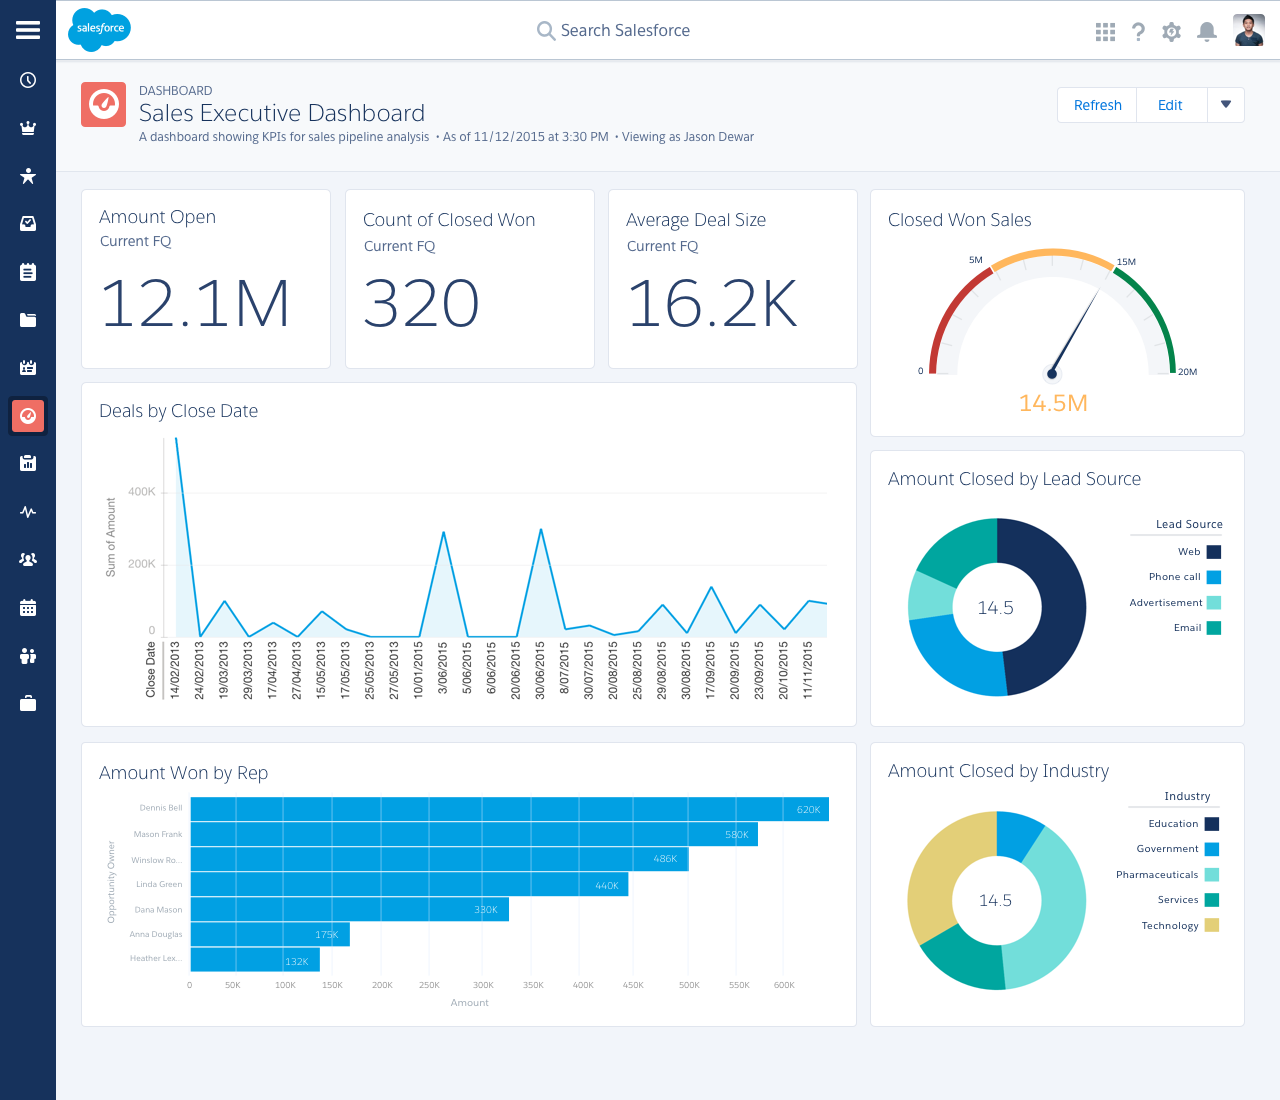 salesforce
Search Salesforce
?
DASHBOARD
Sales Executive Dashboard
A dashboard showing KPIs for sales pipeline analysis • As of 11/12/2015 at 3:30 PM • Viewing as Jason Dewar
Refresh
Edit
Amount Open
Current FQ
12.1M
Count of Closed Won
Current FQ
320
Average Deal Size
Current FQ
16.2K
Closed Won Sales
0
5M
15M
20M
14.5M
Deals by Close Date
Sum of Amount
400K
200K
0
Close Date
14/02/2013
24/02/2013
19/03/2013
29/03/2013
17/04/2013
27/04/2013
15/05/2013
17/05/2013
25/05/2013
27/05/2013
10/01/2015
3/06/2015
5/06/2015
6/06/2015
20/06/2015
30/06/2015
8/07/2015
30/07/2015
20/08/2015
25/08/2015
29/08/2015
30/08/2015
17/09/2015
20/09/2015
23/09/2015
20/10/2015
11/11/2015
Amount Closed by Lead Source
14.5
Lead Source
Web
Phone call
Advertisement
Email
Amount Won by Rep
Opportunity Owner
Dennis Bell 620K
Mason Frank 580K
Winslow Ro... 486K
Linda Green 440K
Dana Mason 330K
Anna Douglas 175K
Heather Lex... 132K
0 50K 100K 150K 200K 250K 300K 350K 400K 450K 500K 550K 600K
Amount
Amount Closed by Industry
14.5
Industry
Education
Government
Pharmaceuticals
Services
Technology